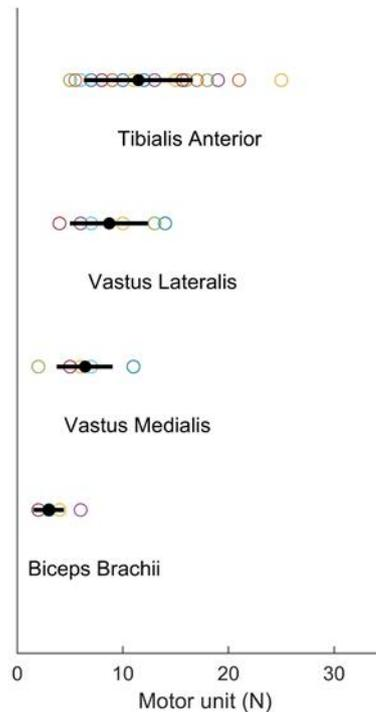 Tibialis Anterior
Vastus Lateralis
Vastus Medialis
Biceps Brachii
0 10 20 30
Motor unit (N)